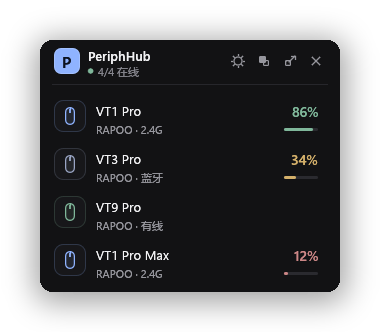 P
PeriphHub
4/4 在线
VT1 Pro
86%
RAPOO · 2.4G
VT3 Pro
34%
RAPOO · 蓝牙
VT9 Pro
RAPOO · 有线
VT1 Pro Max
12%
RAPOO · 2.4G